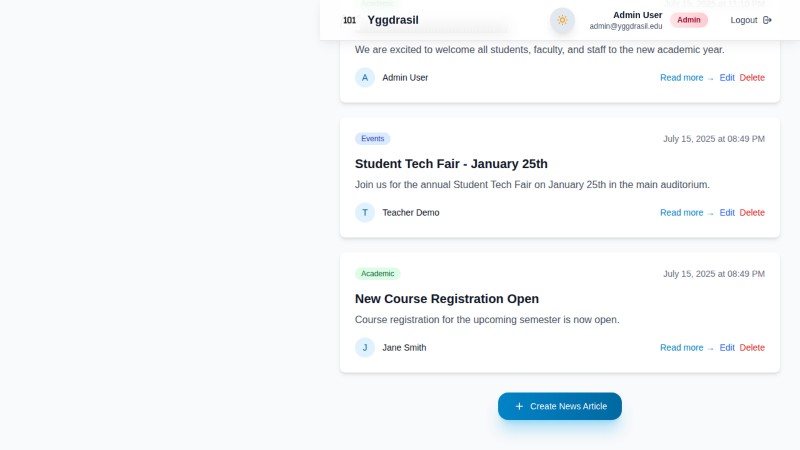 101 Yggdrasil
Admin User
admin@yggdrasil.edu
Admin
Logout
We are excited to welcome all students, faculty, and staff to the new academic year.
A Admin User Read more → Edit Delete
Events July 15, 2025 at 08:49 PM
Student Tech Fair - January 25th
Join us for the annual Student Tech Fair on January 25th in the main auditorium.
T Teacher Demo Read more → Edit Delete
Academic July 15, 2025 at 08:49 PM
New Course Registration Open
Course registration for the upcoming semester is now open.
J Jane Smith Read more → Edit Delete
+ Create News Article